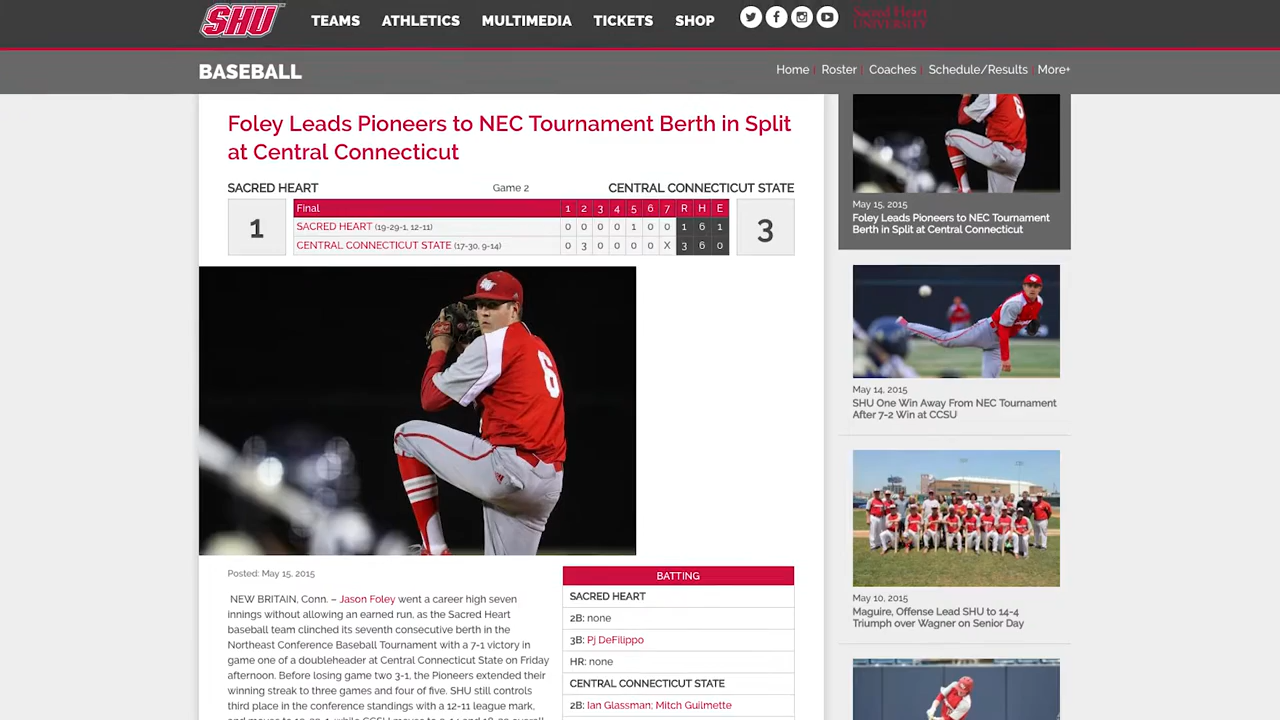 SHU
TEAMS ATHLETICS MULTIMEDIA TICKETS SHOP
Sacred Heart
UNIVERSITY
BASEBALL
Home Roster Coaches Schedule/Results More+
Foley Leads Pioneers to NEC Tournament Berth in Split
at Central Connecticut
SACRED HEART Game 2 CENTRAL CONNECTICUT STATE
1
Final 1 2 3 4 5 6 7 R H E
SACRED HEART (19-29-1, 12-11) 0 0 0 0 1 0 0 1 6 1
CENTRAL CONNECTICUT STATE (17-30, 9-14) 0 3 0 0 0 0 X 3 6 0
3
6
Posted: May 15, 2015
NEW BRITAIN, Conn. – Jason Foley went a career high seven
innings without allowing an earned run, as the Sacred Heart
baseball team clinched its seventh consecutive berth in the
Northeast Conference Baseball Tournament with a 7-1 victory in
game one of a doubleheader at Central Connecticut State on Friday
afternoon. Before losing game two 3-1, the Pioneers extended their
winning streak to three games and four of five. SHU still controls
third place in the conference standings with a 12-11 league mark,
BATTING
SACRED HEART
2B: none
3B: Pj DeFilippo
HR: none
CENTRAL CONNECTICUT STATE
2B: Ian Glassman; Mitch Guilmette
May 15, 2015
Foley Leads Pioneers to NEC Tournament
Berth in Split at Central Connecticut
May 14, 2015
SHU One Win Away From NEC Tournament
After 7-2 Win at CCSU
May 10, 2015
Maguire, Offense Lead SHU to 14-4
Triumph over Wagner on Senior Day